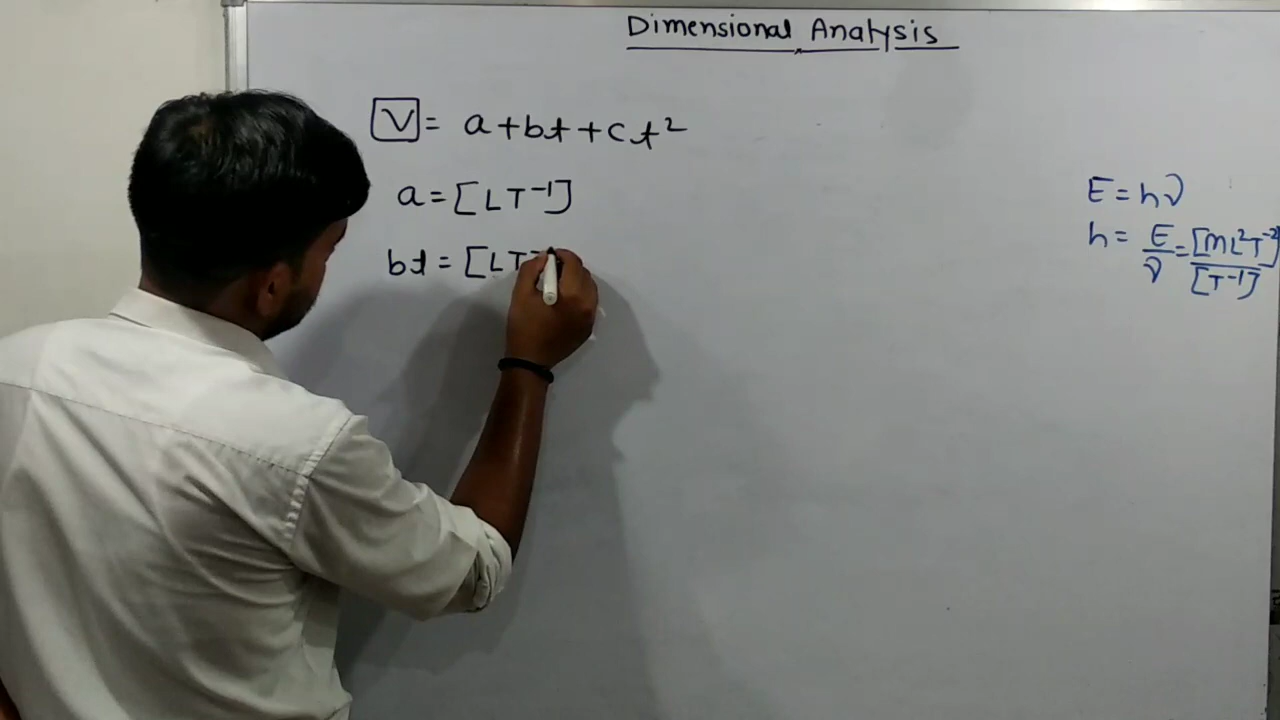 Dimensional Analysis
V = a + bt + ct²
a = [LT⁻¹]
bt = [LT⁻
E = hν
h = E/ν = [ML²T⁻²]/[T⁻¹]